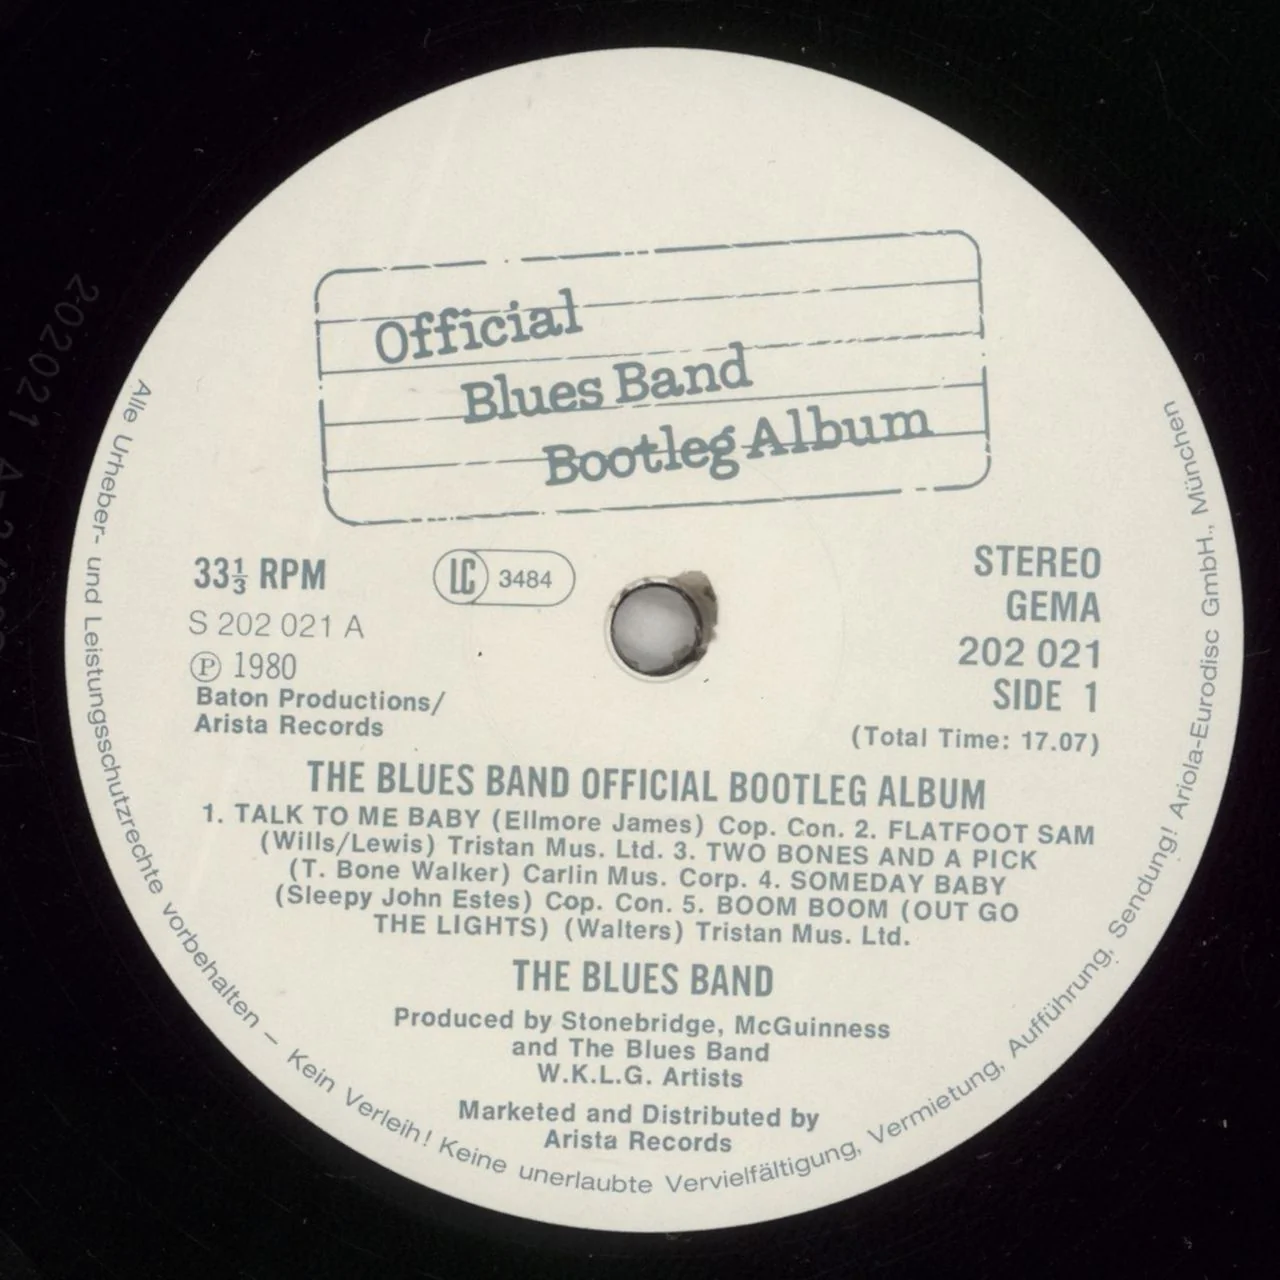 Official
Blues Band
Bootleg Album
33⅓ RPM
LC 3484
S 202 021 A
Ⓟ 1980
Baton Productions/
Arista Records
STEREO
GEMA
202 021
SIDE 1
(Total Time: 17.07)
THE BLUES BAND OFFICIAL BOOTLEG ALBUM
1. TALK TO ME BABY (Ellmore James) Cop. Con. 2. FLATFOOT SAM
(Wills/Lewis) Tristan Mus. Ltd. 3. TWO BONES AND A PICK
(T. Bone Walker) Carlin Mus. Corp. 4. SOMEDAY BABY
(Sleepy John Estes) Cop. Con. 5. BOOM BOOM (OUT GO
THE LIGHTS) (Walters) Tristan Mus. Ltd.
THE BLUES BAND
Produced by Stonebridge, McGuinness
and The Blues Band
W.K.L.G. Artists
Marketed and Distributed by
Arista Records
Alle Urheber- und Leistungsschutzrechte vorbehalten – Kein Verleih! Keine unerlaubte Vervielfältigung, Vermietung, Aufführung, Sendung! Ariola-Eurodisc GmbH., München
202021